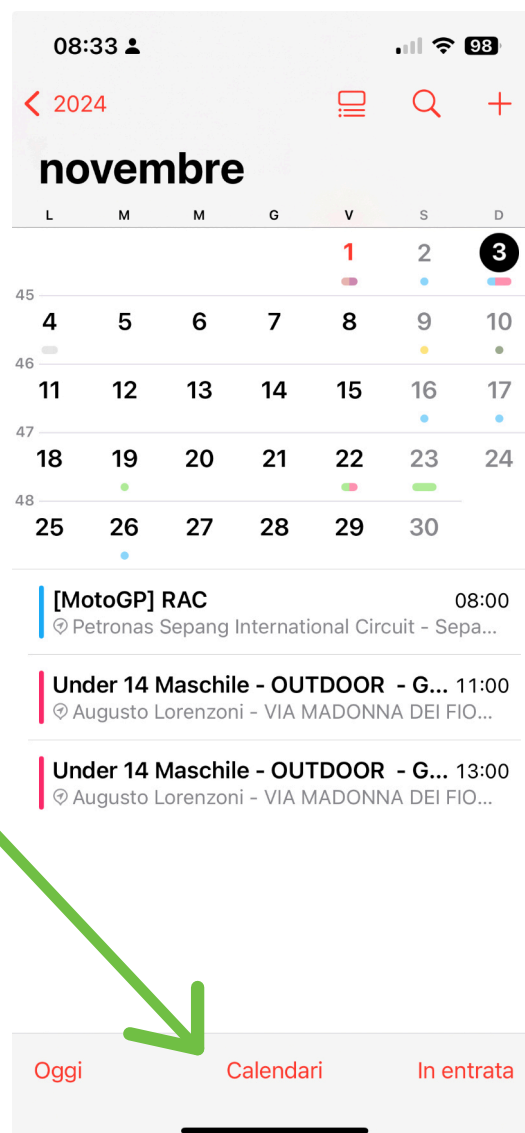 08:33 98
2024
novembre
L M M G V S D
1 2 3
45
4 5 6 7 8 9 10
46
11 12 13 14 15 16 17
47
18 19 20 21 22 23 24
48
25 26 27 28 29 30
[MotoGP] RAC 08:00
Petronas Sepang International Circuit - Sepa...
Under 14 Maschile - OUTDOOR - G... 11:00
Augusto Lorenzoni - VIA MADONNA DEI FIO...
Under 14 Maschile - OUTDOOR - G... 13:00
Augusto Lorenzoni - VIA MADONNA DEI FIO...
Oggi Calendari In entrata